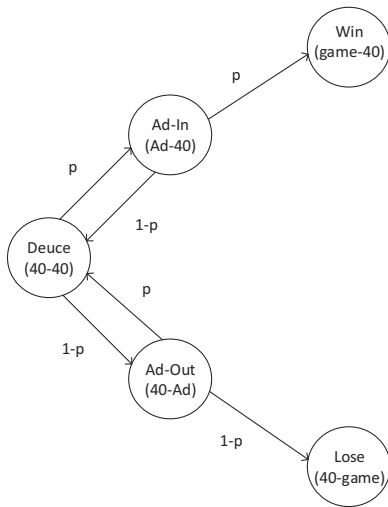 Win
(game-40)
p
Ad-In
(Ad-40)
p
1-p
Deuce
(40-40)
p
1-p
Ad-Out
(40-Ad)
1-p
Lose
(40-game)